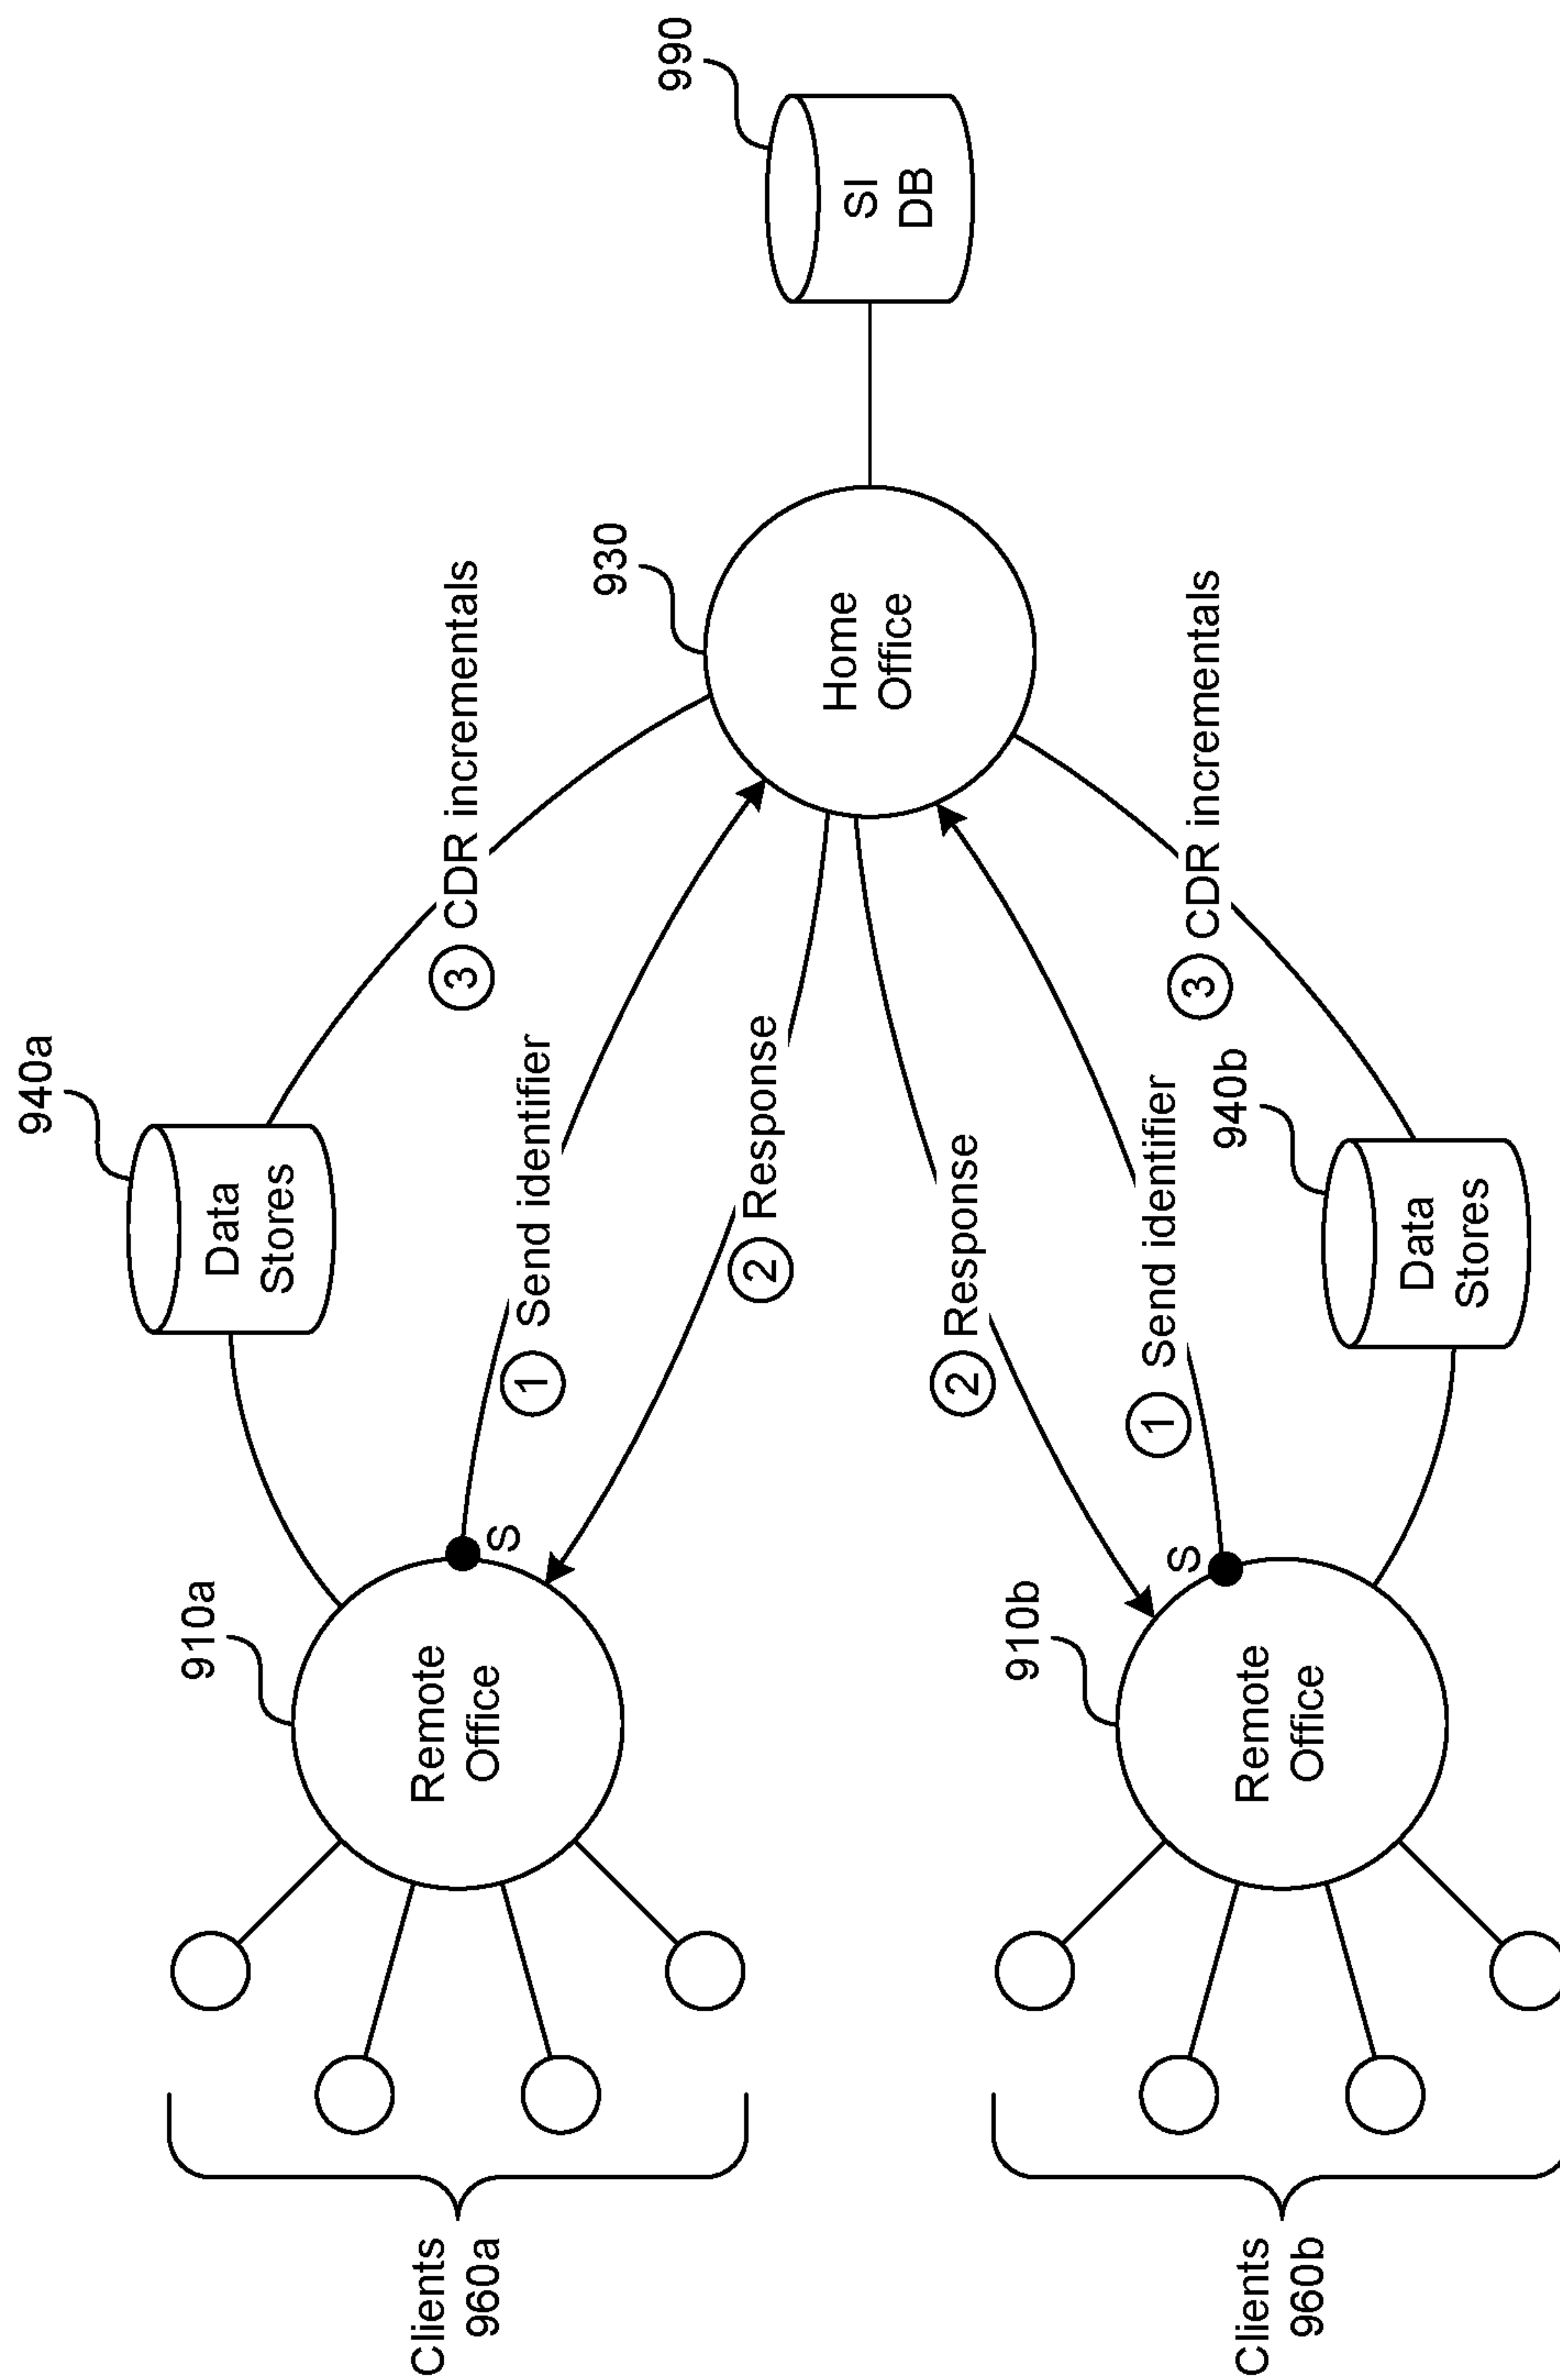 Clients
960a
910a
Remote
Office
S
940a
Data
Stores
1 Send identifier
2 Response
3 CDR incrementals
930
Home
Office
990
SI
DB
Clients
960b
910b
Remote
Office
S
2 Response
1 Send identifier
940b
Data
Stores
3 CDR incrementals